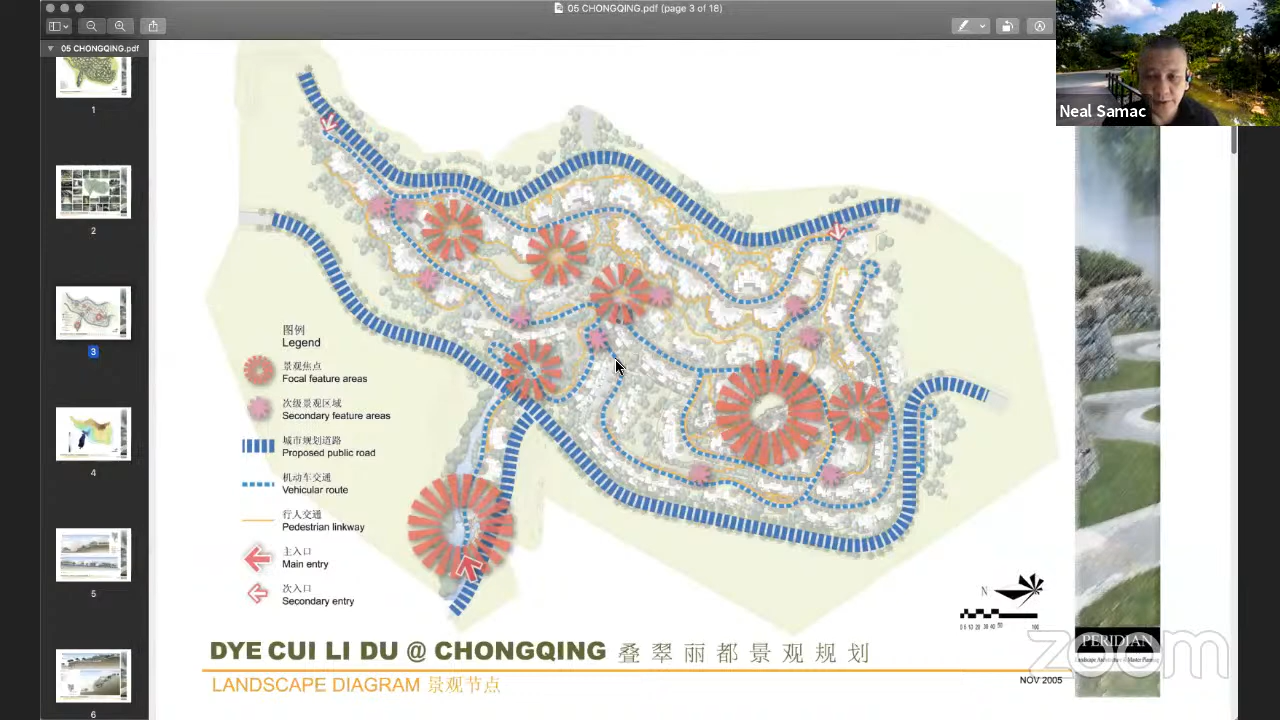 05 CHONGQING.pdf (page 3 of 18)
05 CHONGQING.pdf
1
2
3
4
5
6
Neal Samac
图例
Legend
景观焦点
Focal feature areas
次级景观区域
Secondary feature areas
城市规划道路
Proposed public road
机动车交通
Vehicular route
行人交通
Pedestrian linkway
主入口
Main entry
次入口
Secondary entry
N
DYE CUI LI DU @ CHONGQING 叠翠丽都景观规划
LANDSCAPE DIAGRAM 景观节点
NOV 2005
PERIDIAN
Landscape Architecture & Master Planning
zoom